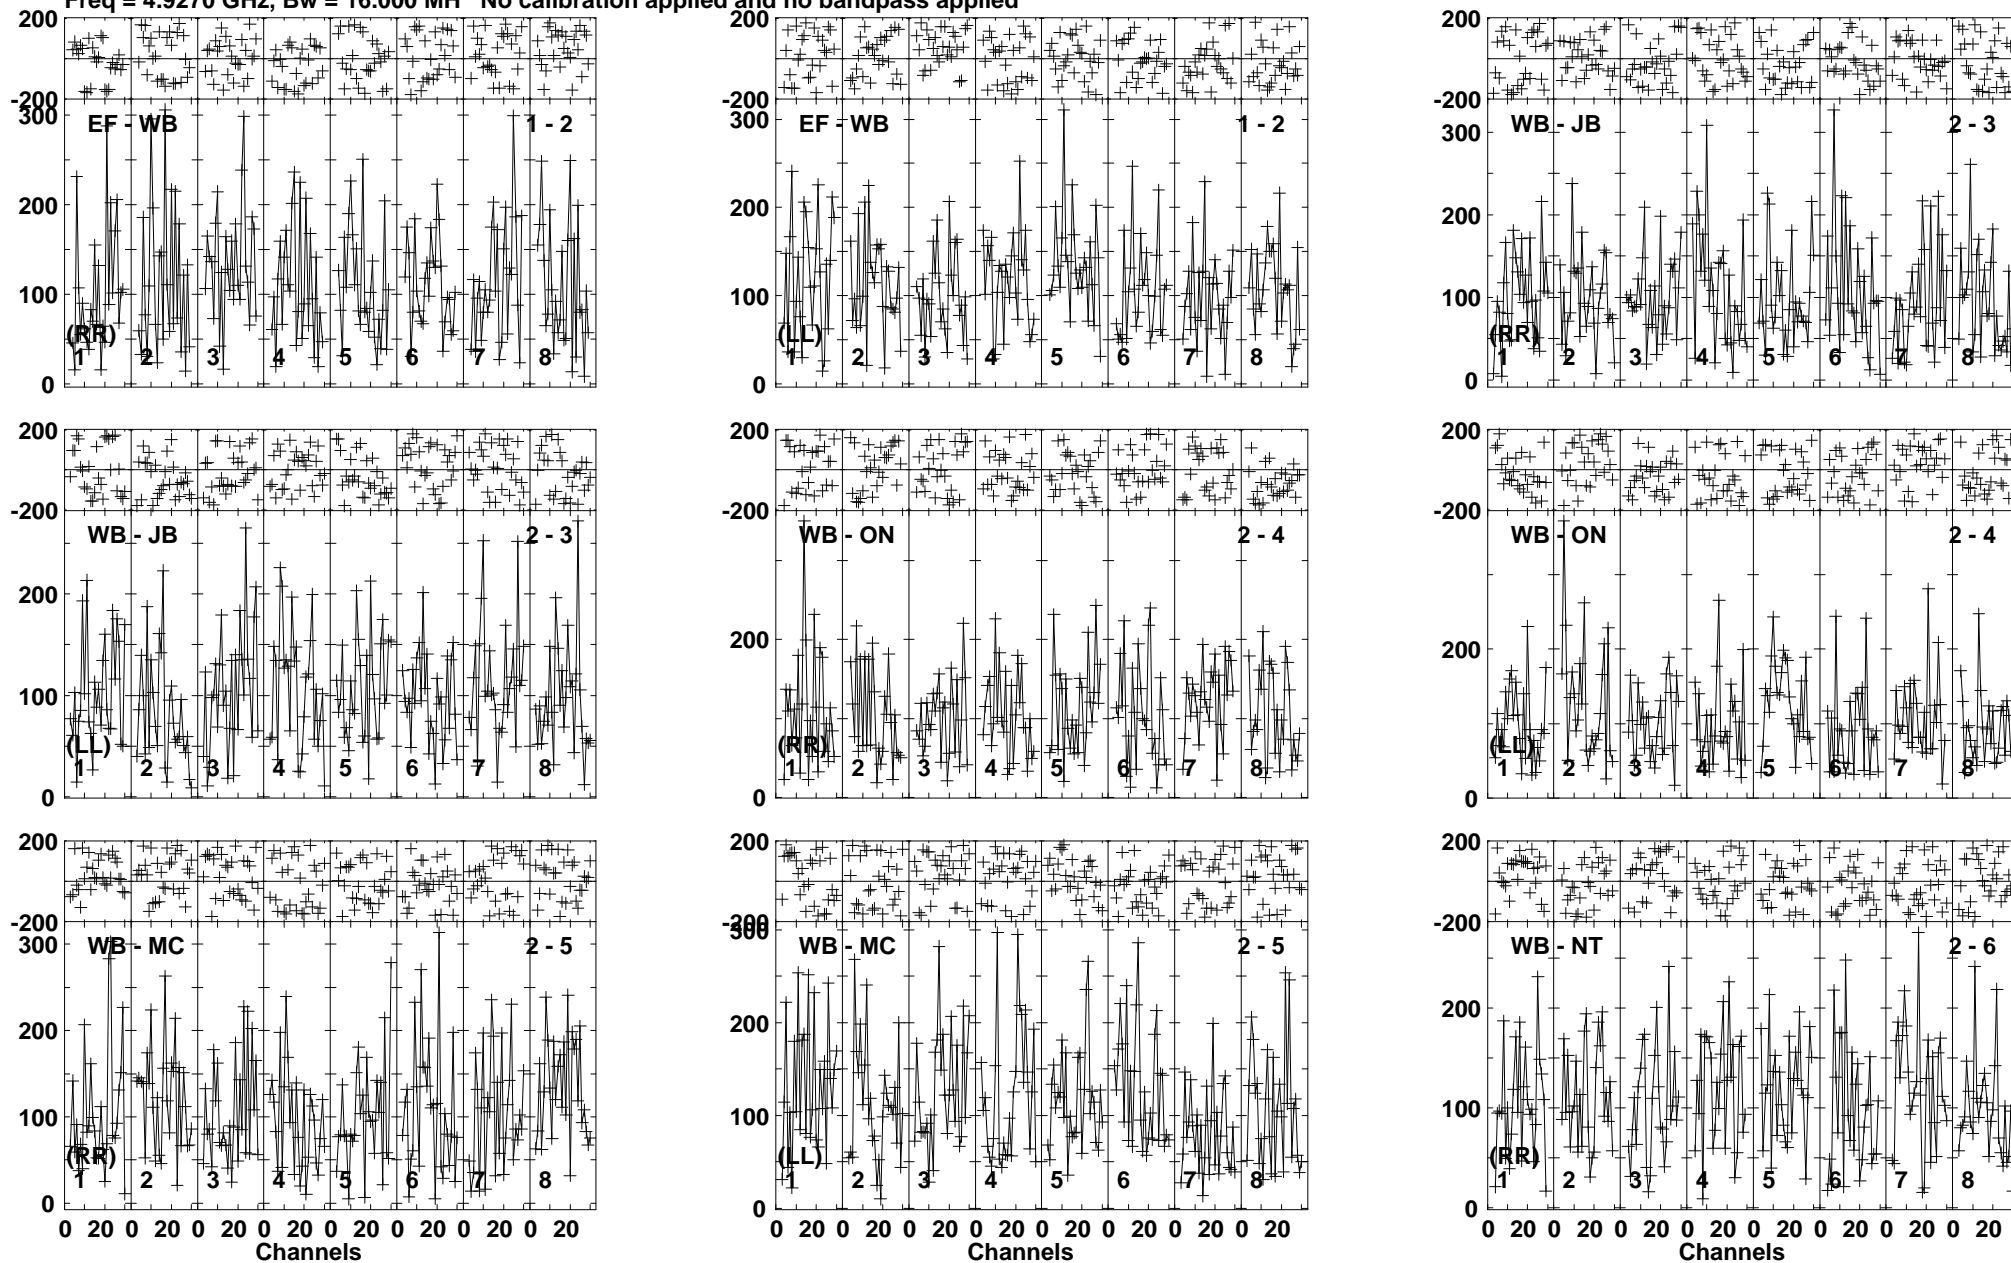 Freq = 4.9270 GHz, Bw = 16.000 MH No calibration applied and no bandpass applied
200 200 200
-200 -200 -200
300 300 300
EF - WB 1 - 2 EF - WB 1 - 2 WB - JB 2 - 3
200 200 200
100 100 100
(RR) (LL) (RR)
1 2 3 4 5 6 7 8 1 2 3 4 5 6 7 8 1 2 3 4 5 6 7 8
0 0 0
200 200 200
-200 -200 -200
WB - JB 2 - 3 WB - ON 2 - 4 WB - ON 2 - 4
200 200 200
100
(LL) (RR) (LL)
1 2 3 4 5 6 7 8 1 2 3 4 5 6 7 8 1 2 3 4 5 6 7 8
0 0 0
200 200 200
-200 -200 -200
300 300
WB - MC 2 - 5 WB - MC 2 - 5 WB - NT 2 - 6
200 200 200
100 100 100
(RR) (LL) (RR)
1 2 3 4 5 6 7 8 1 2 3 4 5 6 7 8 1 2 3 4 5 6 7 8
0 0 0
0 20 0 20 0 20 0 20 0 20 0 20 0 20 0 20 0 20 0 20 0 20 0 20 0 20 0 20 0 20 0 20 0 20 0 20 0 20 0 20 0 20 0 20 0 20 0 20
Channels Channels Channels